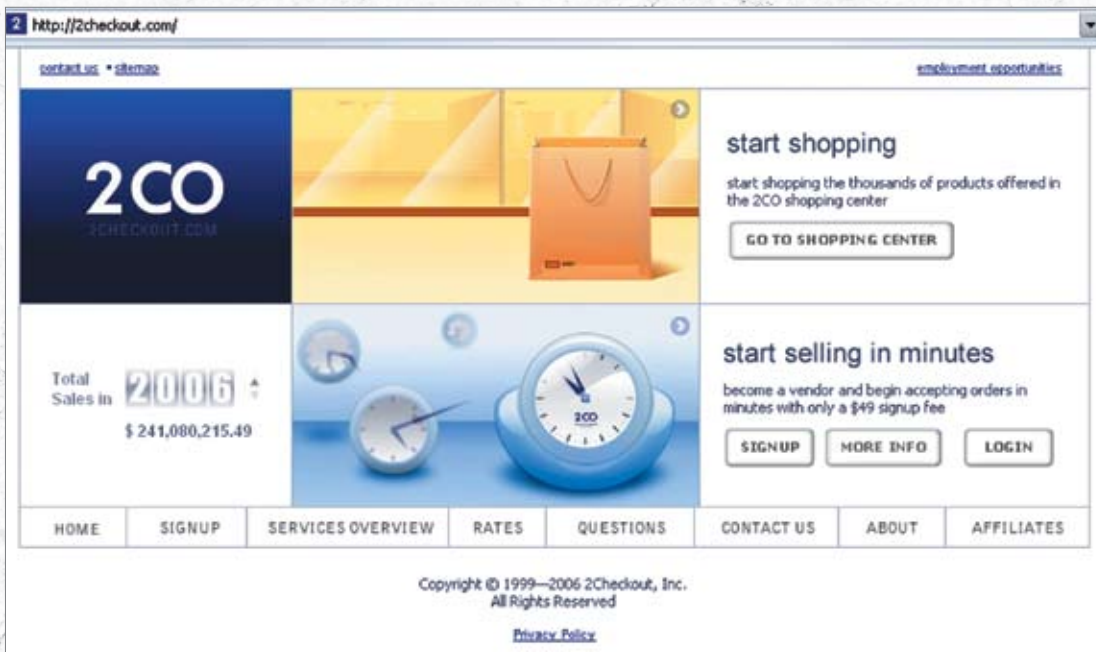 2 http://2checkout.com/
contact us • sitemap
employment opportunities
2CO
2CHECKOUT.COM
start shopping
start shopping the thousands of products offered in
the 2CO shopping center
GO TO SHOPPING CENTER
Total
Sales in
2006
$ 241,080,215.49
2CO
start selling in minutes
become a vendor and begin accepting orders in
minutes with only a $49 signup fee
SIGNUP MORE INFO LOGIN
HOME SIGNUP SERVICES OVERVIEW RATES QUESTIONS CONTACT US ABOUT AFFILIATES
Copyright © 1999—2006 2Checkout, Inc.
All Rights Reserved
Privacy Policy